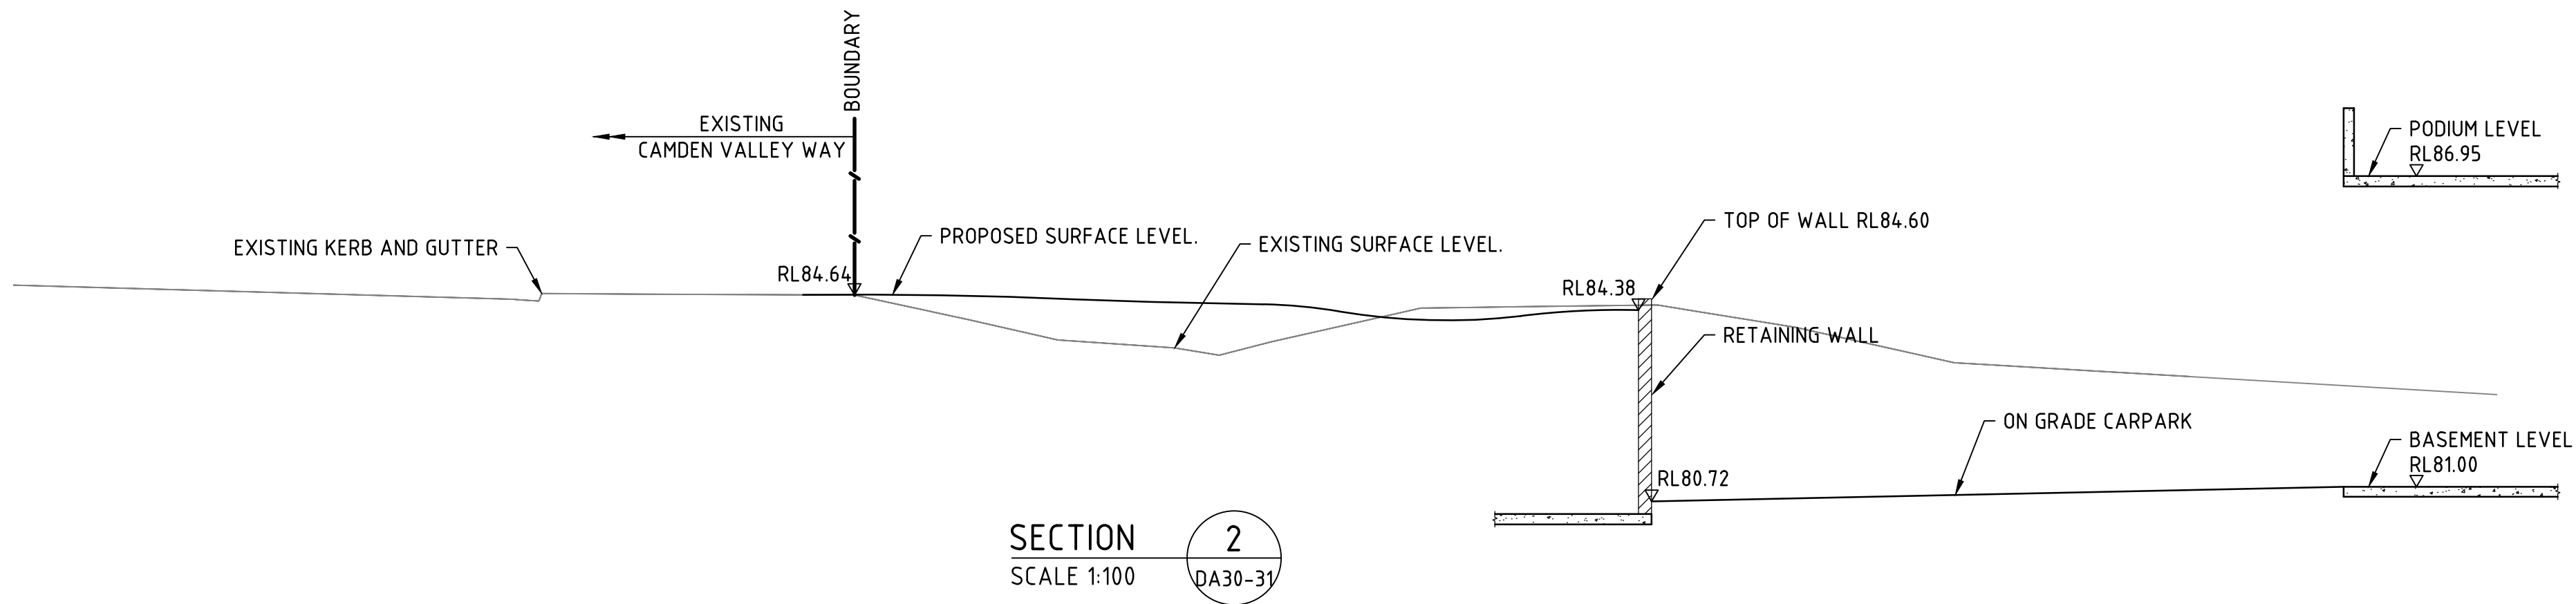 BOUNDARY
EXISTING
CAMDEN VALLEY WAY
PODIUM LEVEL
RL86.95
EXISTING KERB AND GUTTER
PROPOSED SURFACE LEVEL.
EXISTING SURFACE LEVEL.
TOP OF WALL RL84.60
RL84.64
RL84.38
RETAINING WALL
ON GRADE CARPARK
BASEMENT LEVEL
RL81.00
RL80.72
SECTION
SCALE 1:100
2
DA30-31